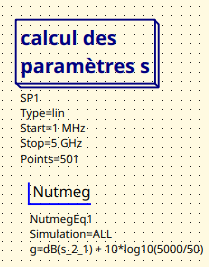 calcul des
paramètres s
SP1
Type=lin
Start=1 MHz
Stop=5 GHz
Points=501
Nutmeg
NutmegEq1
Simulation=ALL
g=dB(s_2_1) + 10*log10(5000/50)